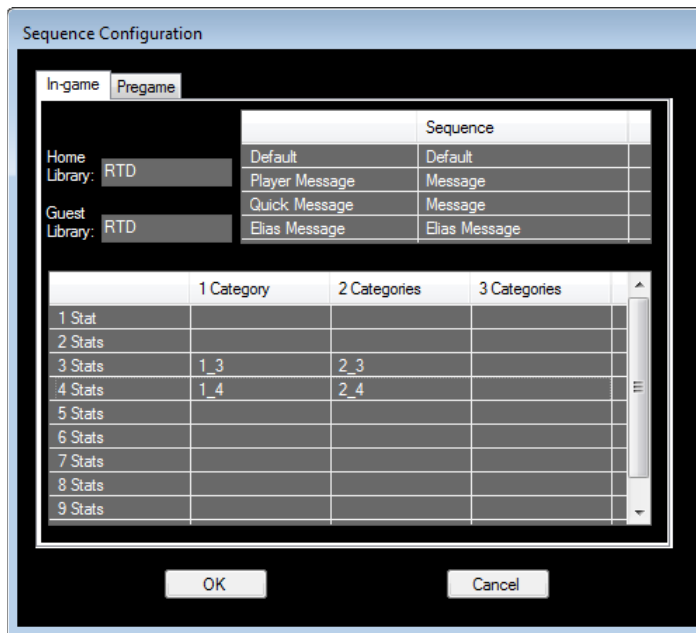 Sequence Configuration
In-game Pregame
Sequence
Home Library: RTD
Guest Library: RTD
Default Default
Player Message Message
Quick Message Message
Elias Message Elias Message
1 Category 2 Categories 3 Categories
1 Stat
2 Stats
3 Stats 1_3 2_3
4 Stats 1_4 2_4
5 Stats
6 Stats
7 Stats
8 Stats
9 Stats
OK Cancel